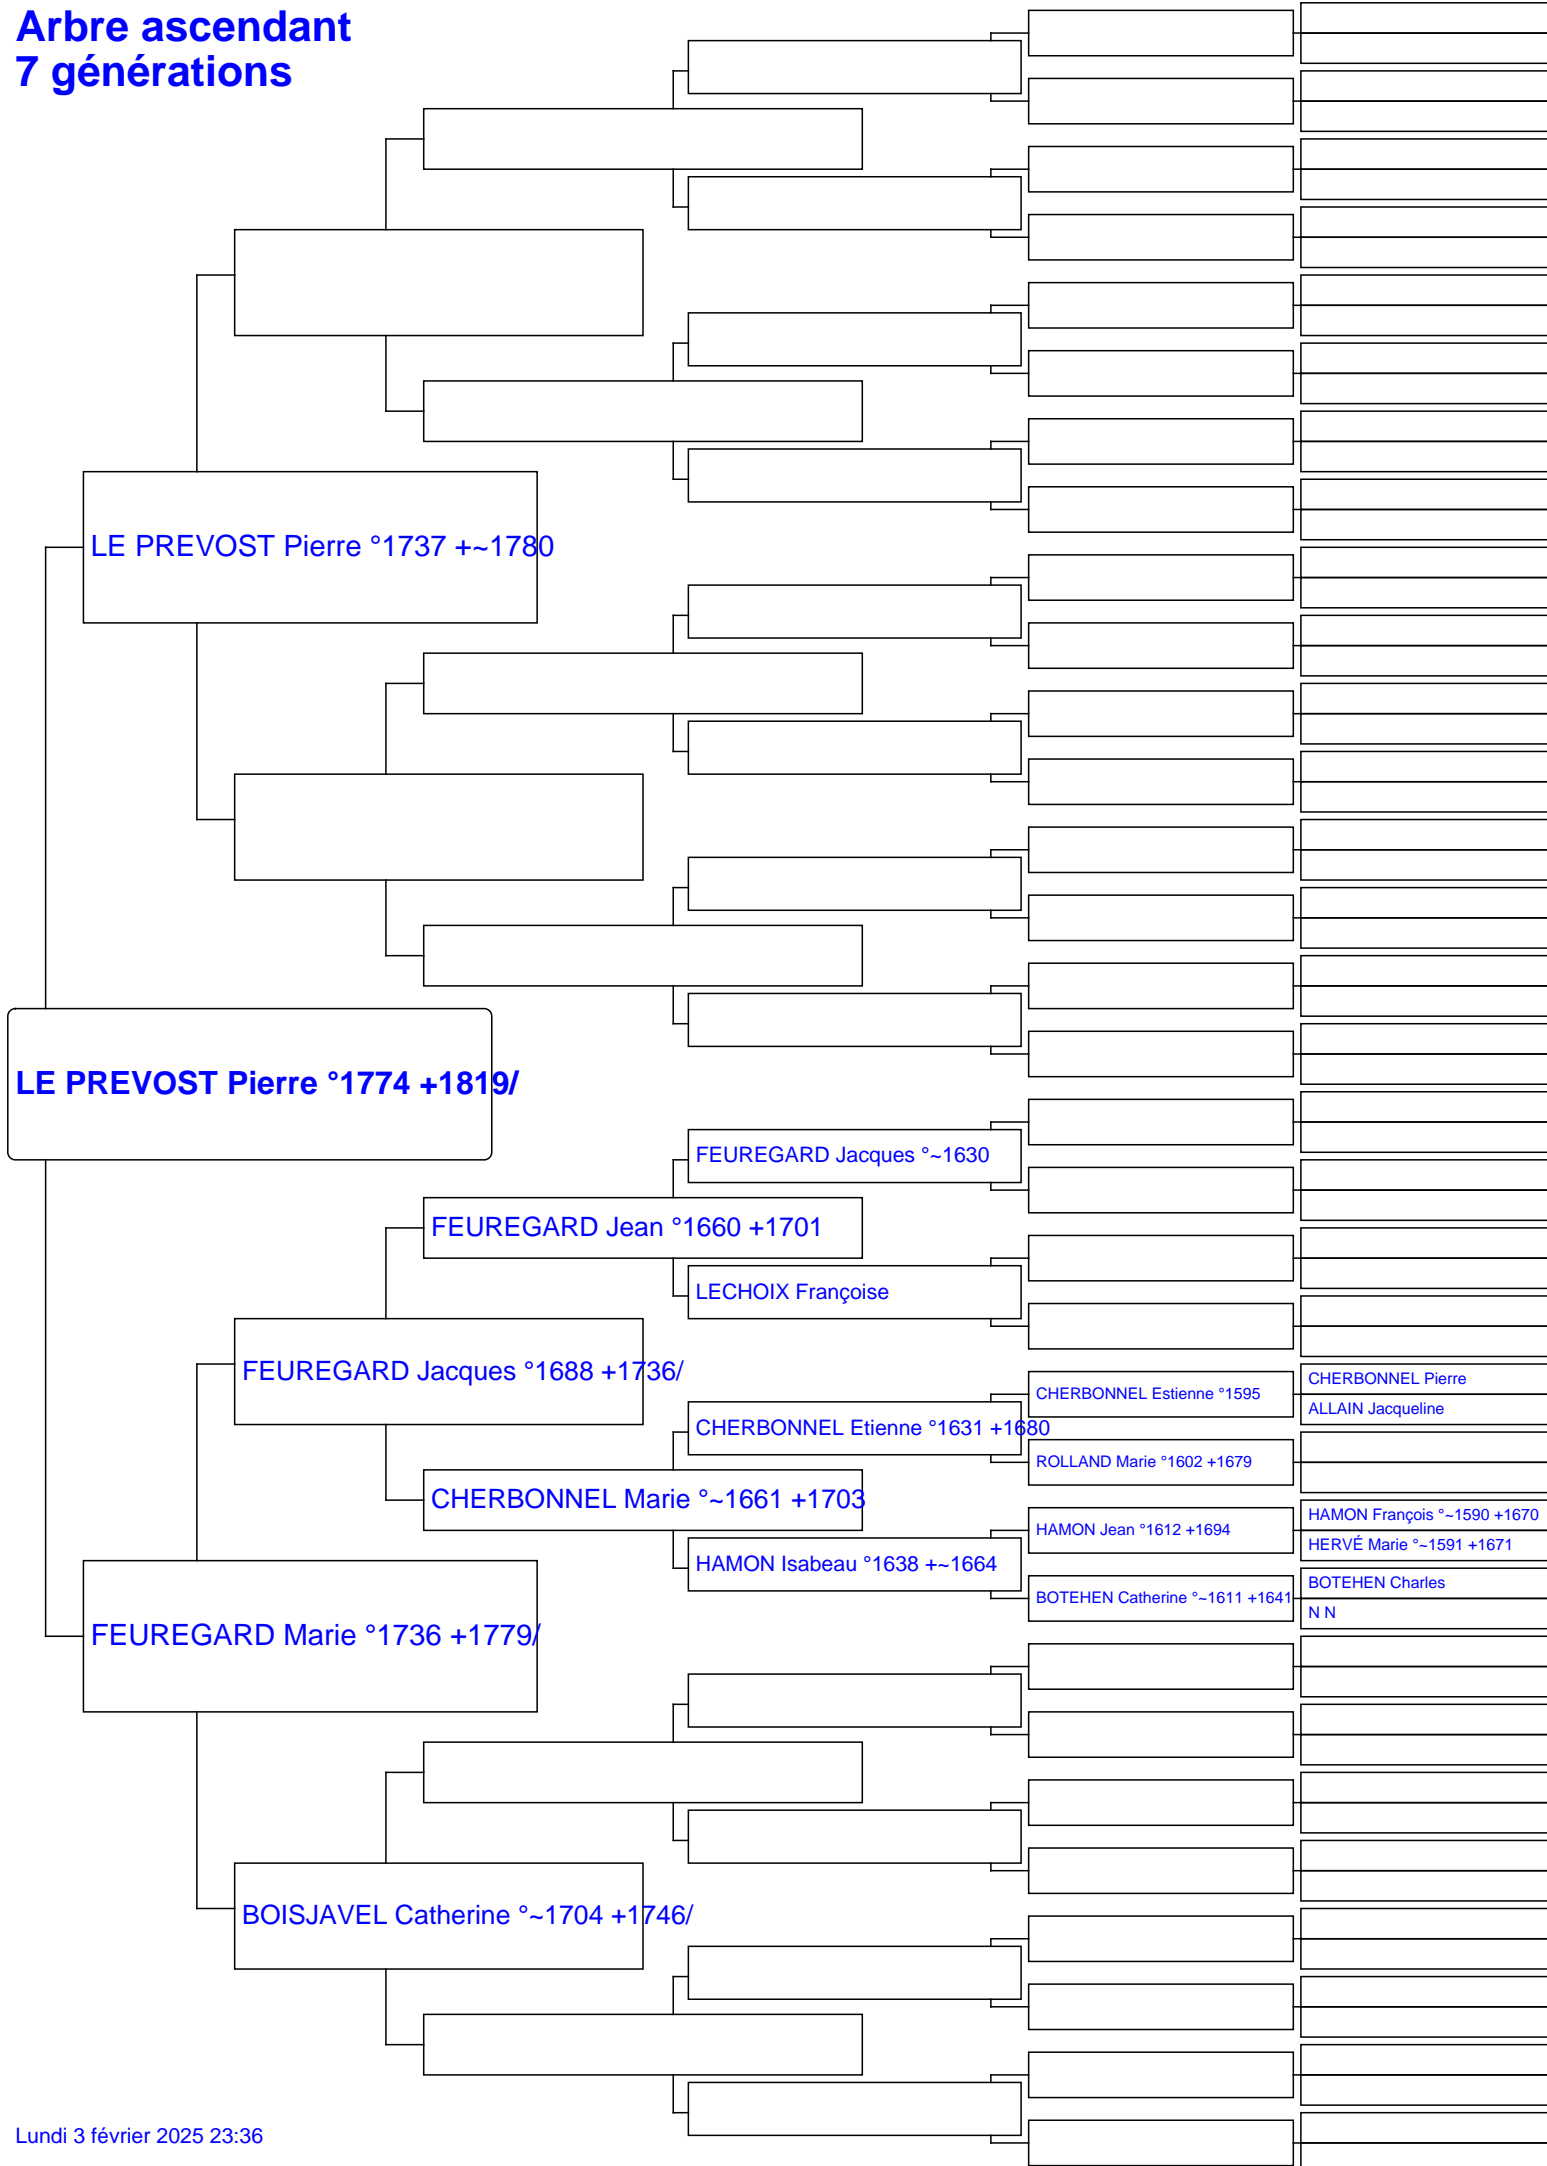 Arbre ascendant
7 générations
LE PREVOST Pierre °1737 +~1780
LE PREVOST Pierre °1774 +1819/
FEUREGARD Jacques °~1630
FEUREGARD Jean °1660 +1701
LECHOIX Françoise
FEUREGARD Jacques °1688 +1736/
CHERBONNEL Pierre
CHERBONNEL Estienne °1595
ALLAIN Jacqueline
CHERBONNEL Etienne °1631 +1680
ROLLAND Marie °1602 +1679
CHERBONNEL Marie °~1661 +1703
HAMON François °~1590 +1670
HAMON Jean °1612 +1694
HERVÉ Marie °~1591 +1671
HAMON Isabeau °1638 +~1664
BOTEHEN Charles
BOTEHEN Catherine °~1611 +1641
N N
FEUREGARD Marie °1736 +1779/
BOISJAVEL Catherine °~1704 +1746/
Lundi 3 février 2025 23:36